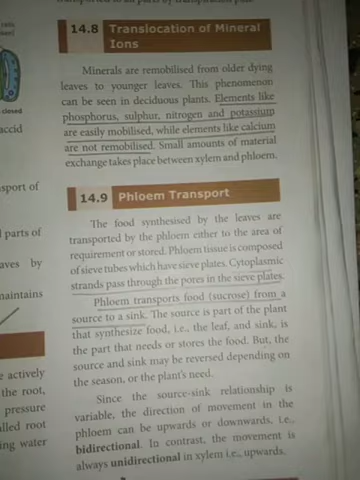 14.8 Translocation of Mineral
Ions
Minerals are remobilised from older dying
leaves to younger leaves. This phenomenon
can be seen in deciduous plants. Elements like
phosphorus, sulphur, nitrogen and potassium
are easily mobilised, while elements like calcium
are not remobilised. Small amounts of material
exchange takes place between xylem and phloem.
14.9 Phloem Transport
The food synthesised by the leaves are
transported by the phloem either to the area of
requirement or stored. Phloem tissue is composed
of sieve tubes which have sieve plates. Cytoplasmic
strands pass through the pores in the sieve plates.
Phloem transports food (sucrose) from a
source to a sink. The source is part of the plant
that synthesize food, i.e., the leaf, and sink, is
the part that needs or stores the food. But, the
source and sink may be reversed depending on
the season, or the plant's need.
Since the source-sink relationship is
variable, the direction of movement in the
phloem can be upwards or downwards, i.e.,
bidirectional. In contrast, the movement is
always unidirectional in xylem i.e., upwards.
closed
accid
sport of
parts of
aves by
maintains
e actively
the root,
pressure
lled root
ing water